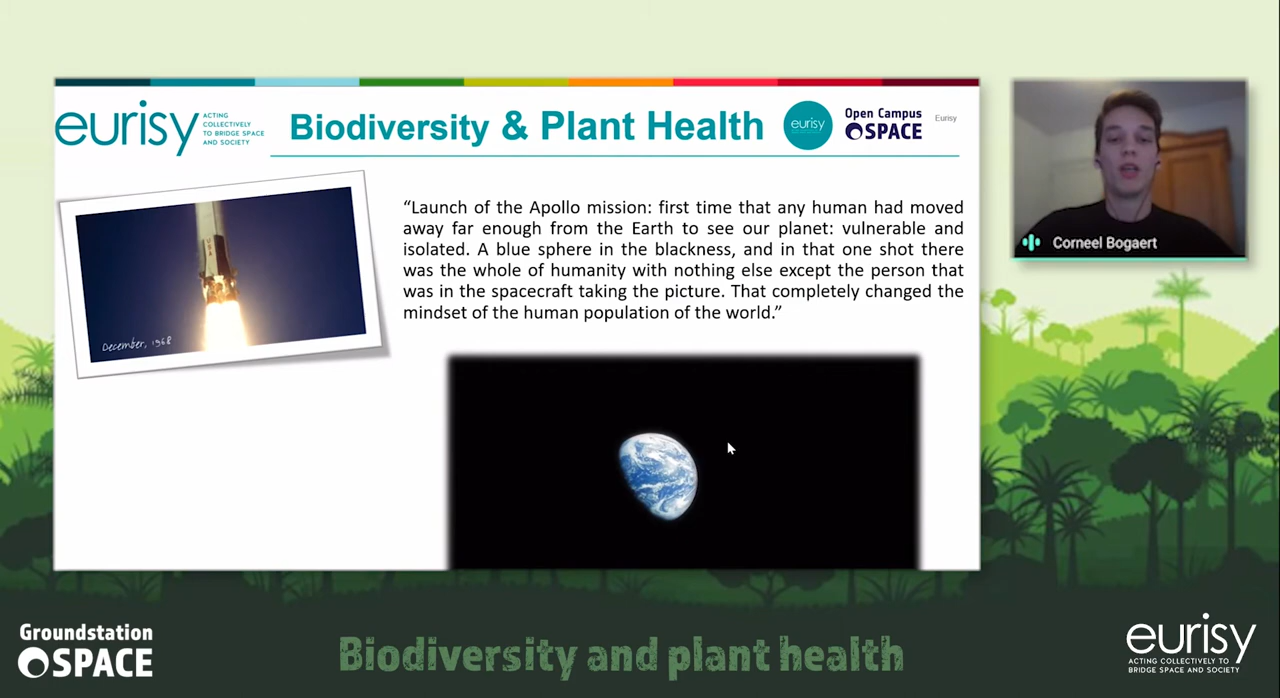 eurisy
ACTING
COLLECTIVELY
TO BRIDGE SPACE
AND SOCIETY
Biodiversity & Plant Health
eurisy
Open Campus
SPACE
Eurisy
“Launch of the Apollo mission: first time that any human had moved
away far enough from the Earth to see our planet: vulnerable and
isolated. A blue sphere in the blackness, and in that one shot there
was the whole of humanity with nothing else except the person that
was in the spacecraft taking the picture. That completely changed the
mindset of the human population of the world.”
December, 1968
Corneel Bogaert
Groundstation
SPACE
Biodiversity and plant health
eurisy
ACTING COLLECTIVELY TO
BRIDGE SPACE AND SOCIETY